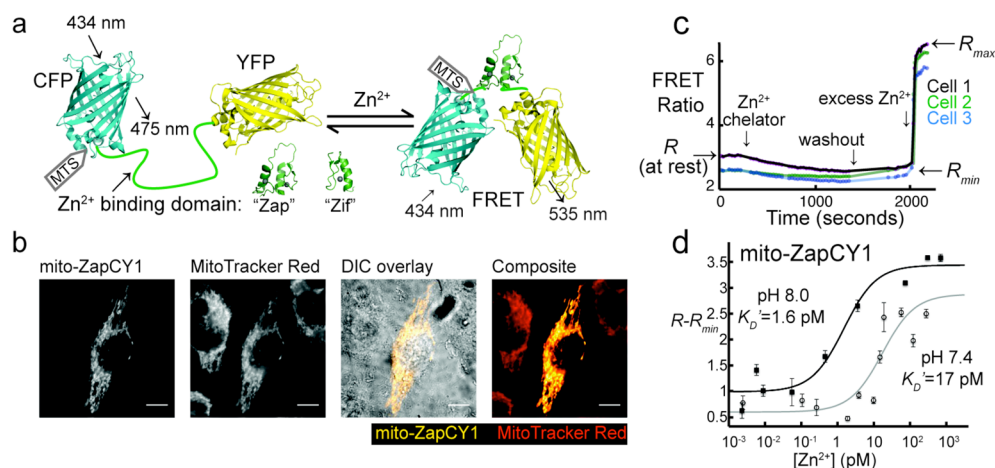 a
434 nm
CFP
YFP
475 nm
MTS
Zn2+ binding domain:
"Zap"
"Zif"
Zn2+
MTS
434 nm
FRET
535 nm
b
mito-ZapCY1
MitoTracker Red
DIC overlay
Composite
mito-ZapCY1
MitoTracker Red
c
FRET
Ratio
6
4
2
Zn2+
chelator
washout
excess Zn2+
Cell 1
Cell 2
Cell 3
Rmax
Rmin
R
(at rest)
0
1000
2000
Time (seconds)
d
mito-ZapCY1
R-Rmin
3.5
3
2.5
2
1.5
1
0.5
pH 8.0
KD'=1.6 pM
pH 7.4
KD'=17 pM
10-3
10-2
10-1
1
10
102
103
[Zn2+] (pM)